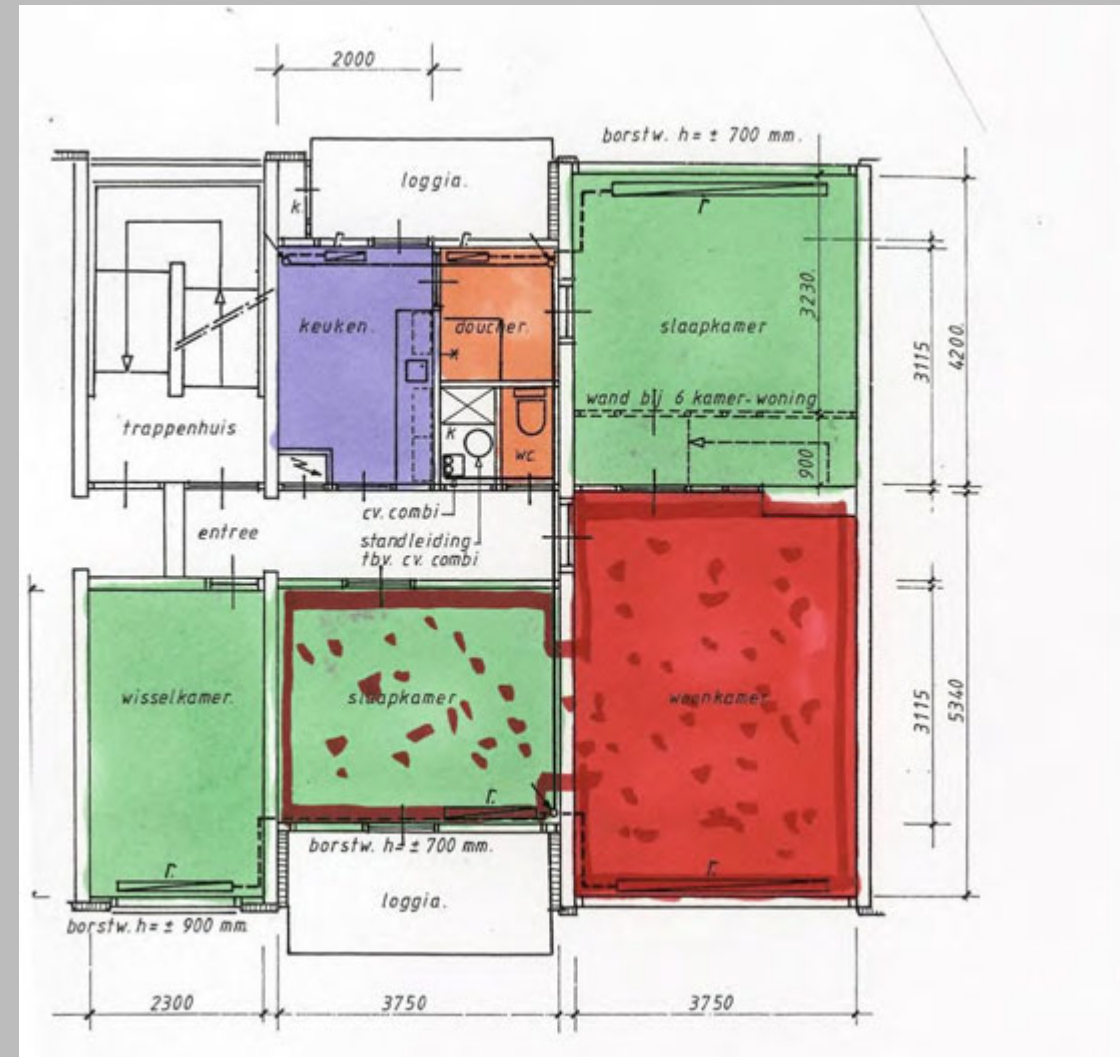 2000
borstw. h= ± 700 mm.
loggia.
k.
r.
r.
r.
keuken.
doucher.
slaapkamer
3230.
3115
4200
wand bij 6 kamer-woning
trappenhuis
k
wc
900
cv. combi
entree
standleiding
tbv. cv. combi
wisselkamer.
slaapkamer
woonkamer
3115
5340
r.
r.
r.
borstw. h= ± 700 mm.
loggia.
borstw. h= ± 900 mm
2300
3750
3750